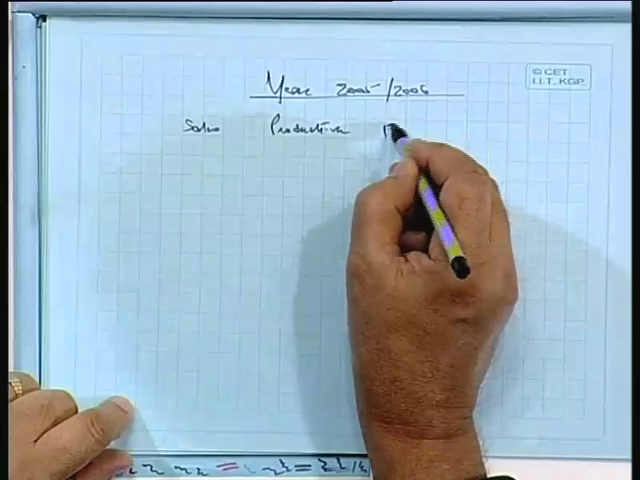 © CET
I.I.T. KGP
Year 2005/2006
Sales Production